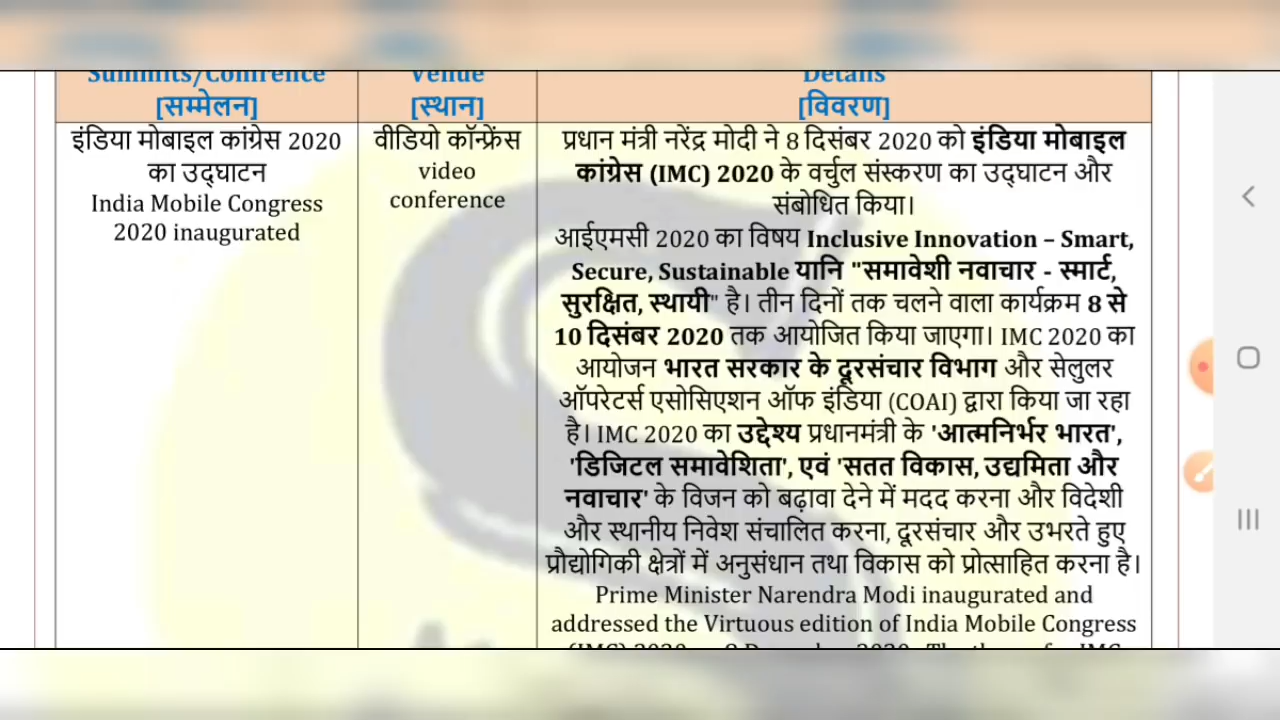 Summits/Confrence
[सम्मेलन]
Venue
[स्थान]
Details
[विवरण]
इंडिया मोबाइल कांग्रेस 2020
का उद्घाटन
India Mobile Congress
2020 inaugurated
वीडियो कॉन्फ्रेंस
video
conference
प्रधान मंत्री नरेंद्र मोदी ने 8 दिसंबर 2020 को इंडिया मोबाइल
कांग्रेस (IMC) 2020 के वर्चुल संस्करण का उद्घाटन और
संबोधित किया।
आईएमसी 2020 का विषय Inclusive Innovation – Smart,
Secure, Sustainable यानि "समावेशी नवाचार - स्मार्ट,
सुरक्षित, स्थायी" है। तीन दिनों तक चलने वाला कार्यक्रम 8 से
10 दिसंबर 2020 तक आयोजित किया जाएगा। IMC 2020 का
आयोजन भारत सरकार के दूरसंचार विभाग और सेलुलर
ऑपरेटर्स एसोसिएशन ऑफ इंडिया (COAI) द्वारा किया जा रहा
है। IMC 2020 का उद्देश्य प्रधानमंत्री के 'आत्मनिर्भर भारत',
'डिजिटल समावेशिता', एवं 'सतत विकास, उद्यमिता और
नवाचार' के विजन को बढ़ावा देने में मदद करना और विदेशी
और स्थानीय निवेश संचालित करना, दूरसंचार और उभरते हुए
प्रौद्योगिकी क्षेत्रों में अनुसंधान तथा विकास को प्रोत्साहित करना है।
Prime Minister Narendra Modi inaugurated and
addressed the Virtuous edition of India Mobile Congress